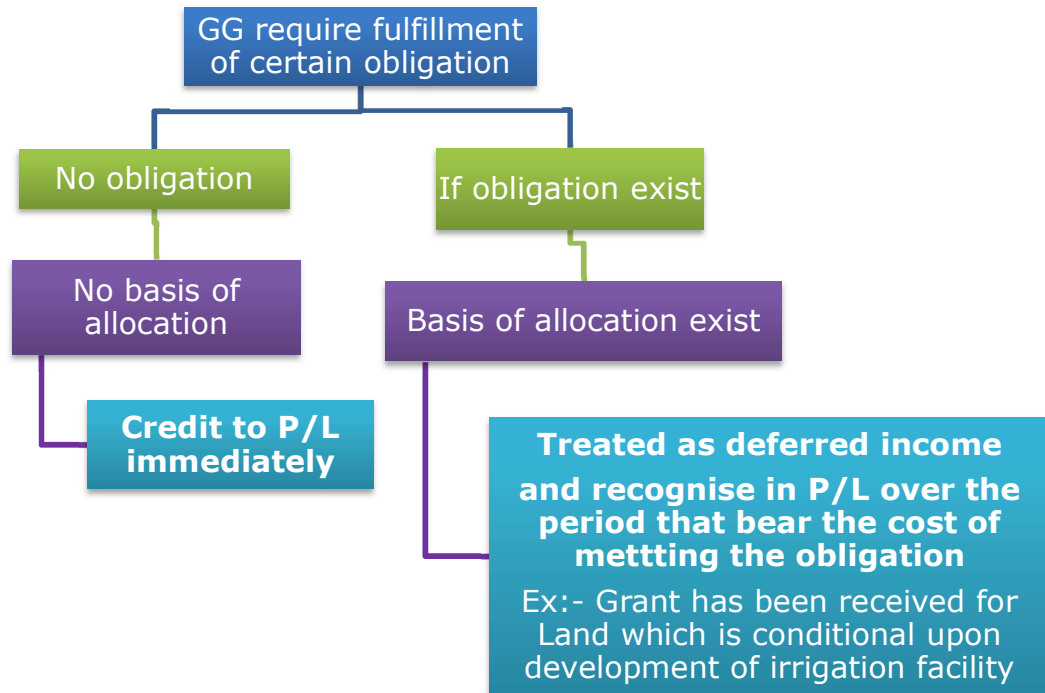 GG require fulfillment
of certain obligation
No obligation
If obligation exist
No basis of
allocation
Basis of allocation exist
Credit to P/L
immediately
Treated as deferred income
and recognise in P/L over the
period that bear the cost of
mettting the obligation
Ex:- Grant has been received for
Land which is conditional upon
development of irrigation facility